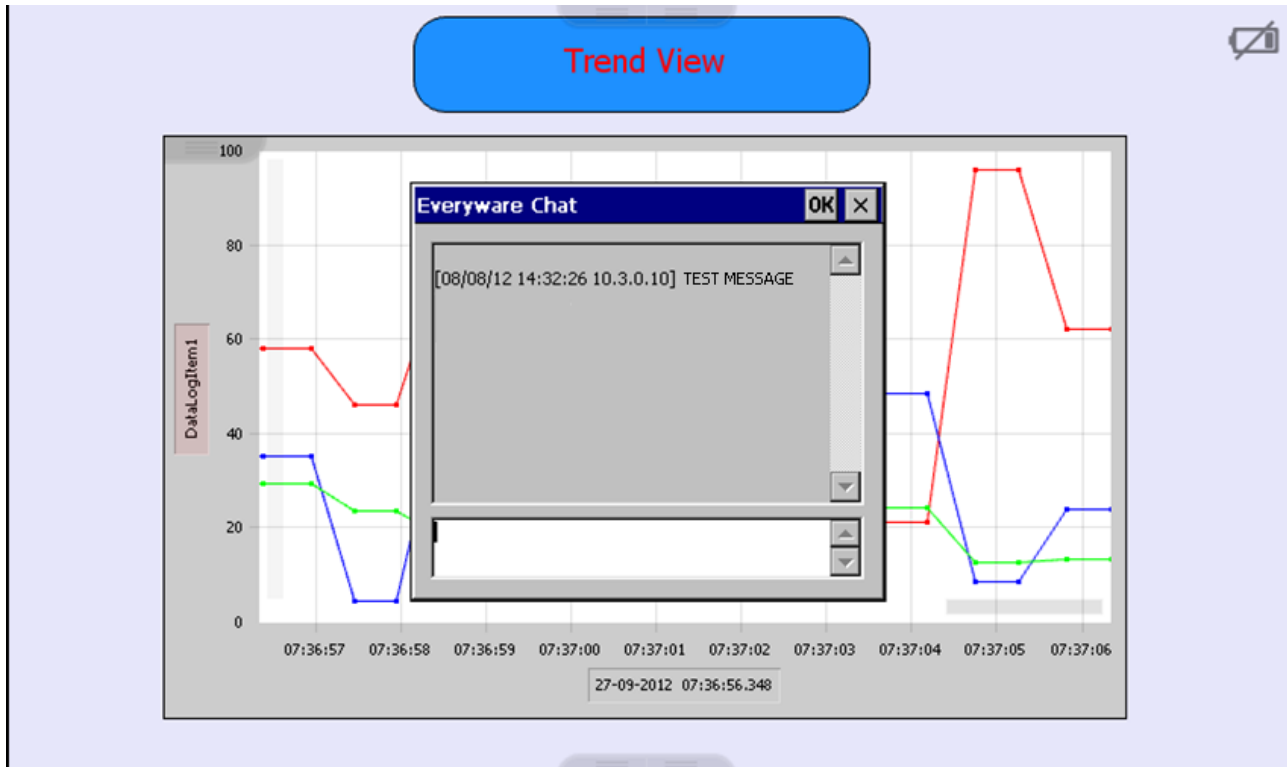 Trend View
100
80
60
40
20
0
DataLogItem1
Everyware Chat OK
[08/08/12 14:32:26 10.3.0.10] TEST MESSAGE
07:36:57 07:36:58 07:36:59 07:37:00 07:37:01 07:37:02 07:37:03 07:37:04 07:37:05 07:37:06
27-09-2012 07:36:56.348